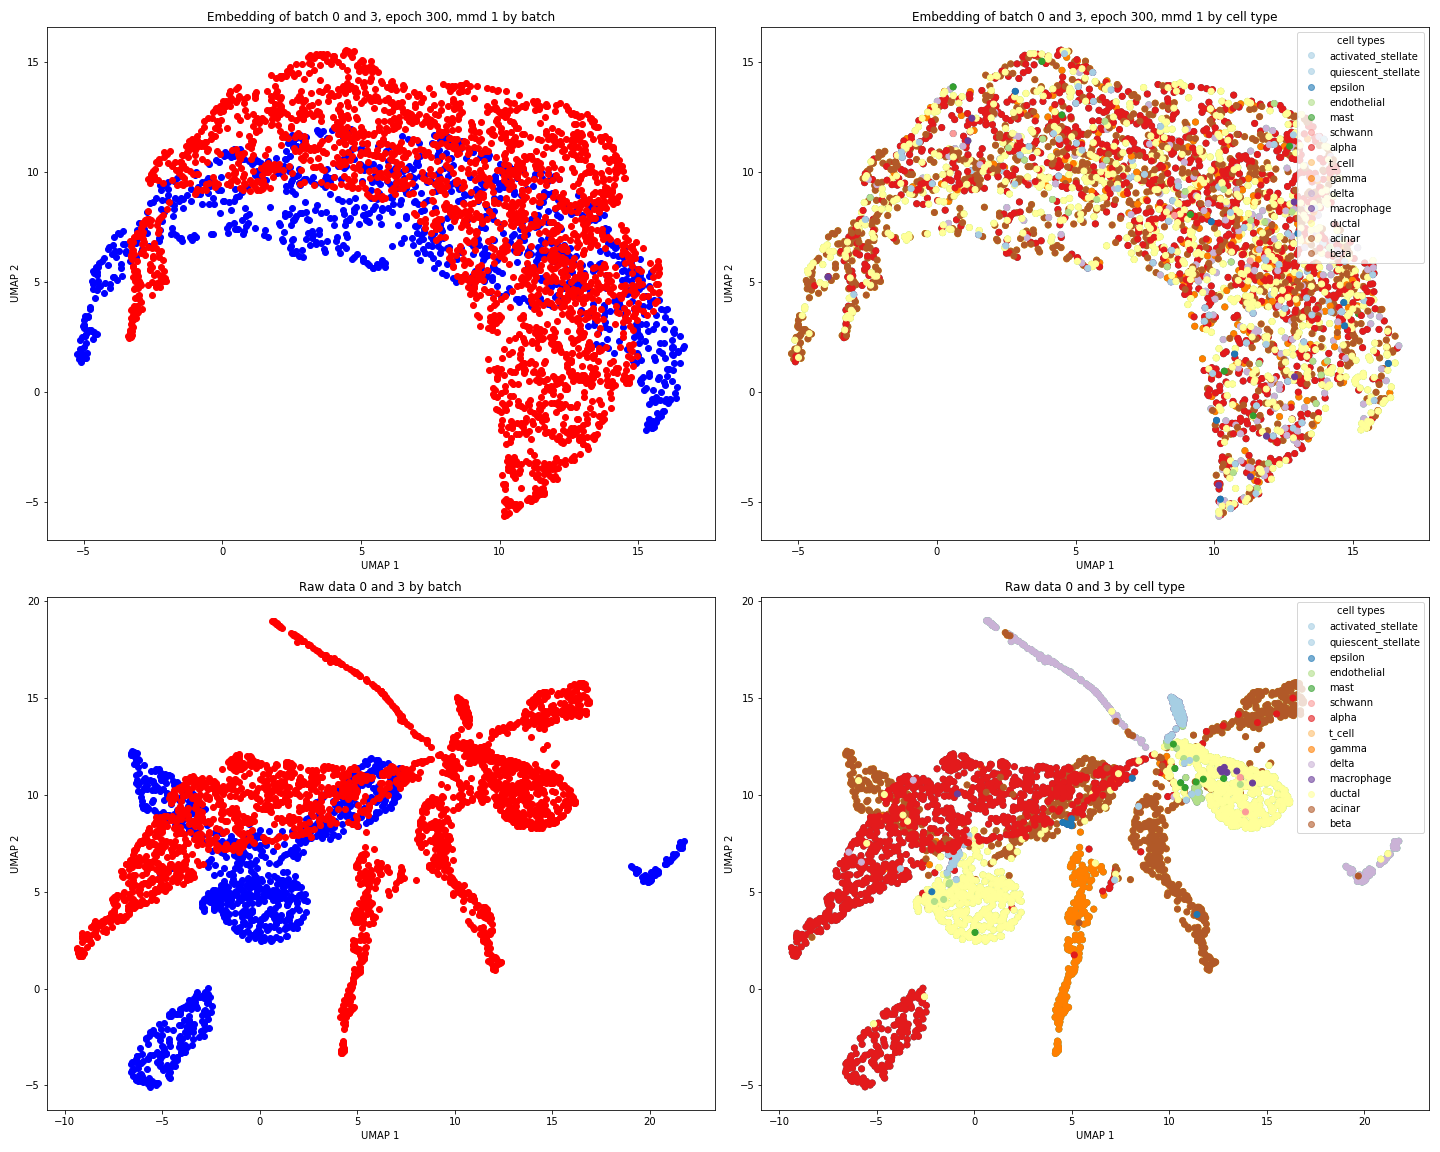 Embedding of batch 0 and 3, epoch 300, mmd 1 by batch
15
10
5
0
−5
UMAP 2
−5
0
5
10
15
UMAP 1
Embedding of batch 0 and 3, epoch 300, mmd 1 by cell type
cell types
activated_stellate
quiescent_stellate
epsilon
endothelial
mast
schwann
alpha
t_cell
gamma
delta
macrophage
ductal
acinar
beta
15
10
5
0
−5
UMAP 2
−5
0
5
10
15
UMAP 1
Raw data 0 and 3 by batch
20
15
10
5
0
−5
UMAP 2
−10
−5
0
5
10
15
20
UMAP 1
Raw data 0 and 3 by cell type
cell types
activated_stellate
quiescent_stellate
epsilon
endothelial
mast
schwann
alpha
t_cell
gamma
delta
macrophage
ductal
acinar
beta
20
15
10
5
0
−5
UMAP 2
−10
−5
0
5
10
15
20
UMAP 1